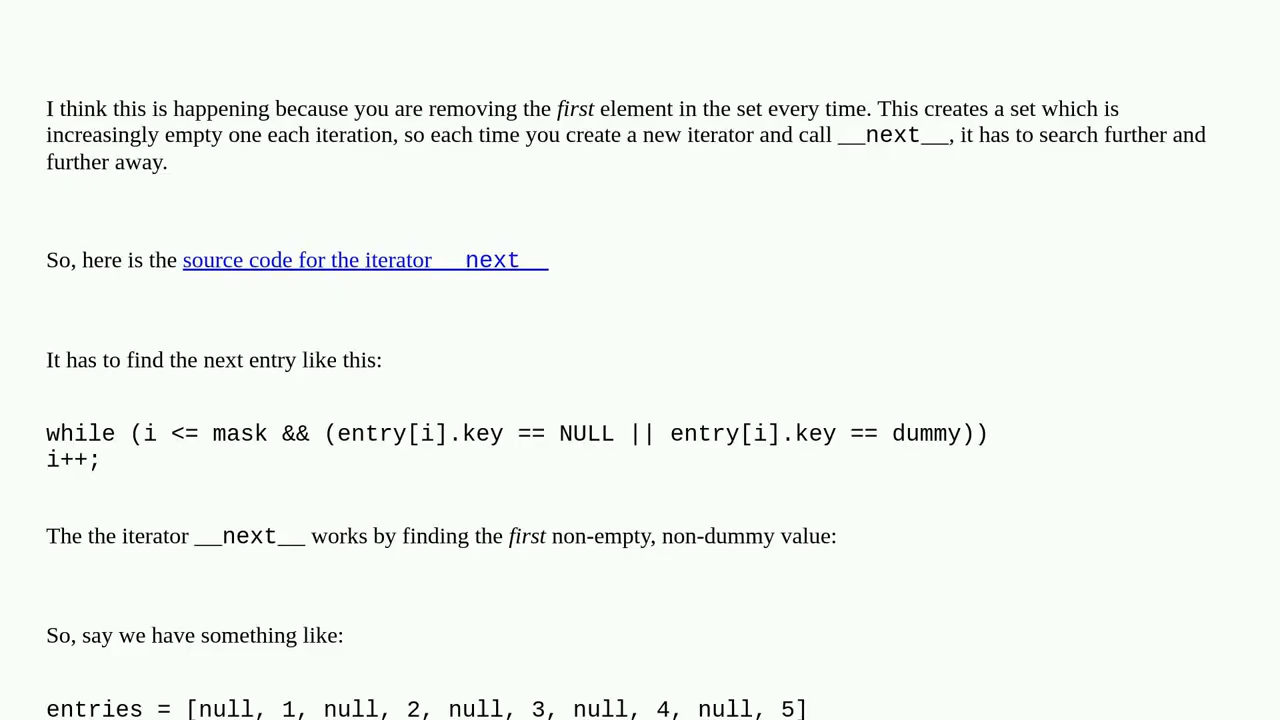 I think this is happening because you are removing the first element in the set every time. This creates a set which is
increasingly empty one each iteration, so each time you create a new iterator and call __next__, it has to search further and
further away.
So, here is the source code for the iterator __next__
It has to find the next entry like this:
while (i <= mask && (entry[i].key == NULL || entry[i].key == dummy))
i++;
The the iterator __next__ works by finding the first non-empty, non-dummy value:
So, say we have something like:
entries = [null, 1, null, 2, null, 3, null, 4, null, 5]